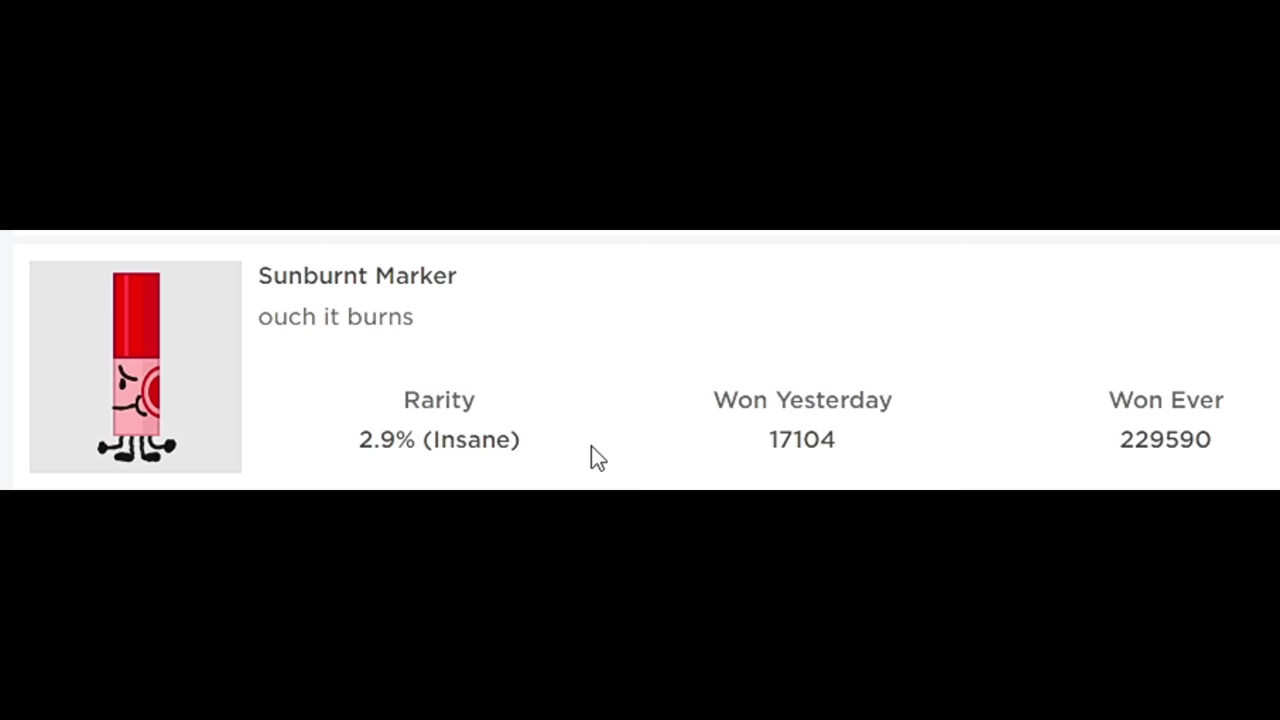 Sunburnt Marker
ouch it burns
Rarity Won Yesterday Won Ever
2.9% (Insane) 17104 229590